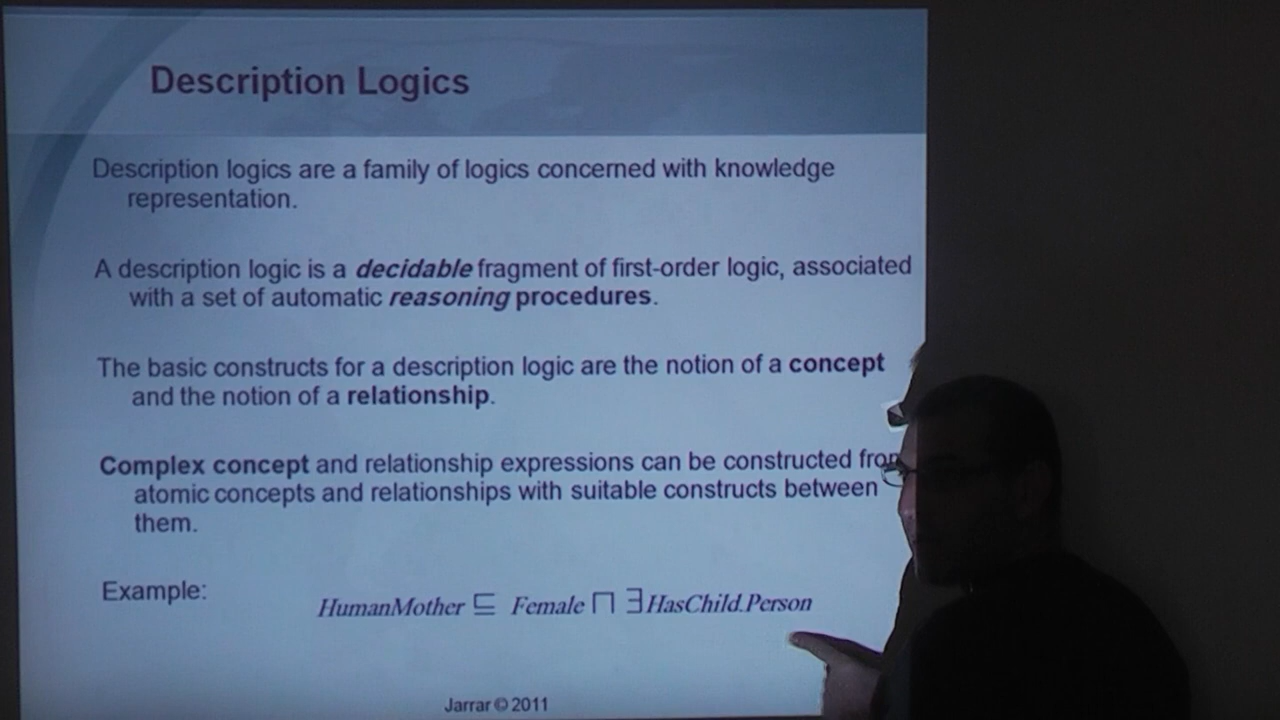 Description Logics
Description logics are a family of logics concerned with knowledge
representation.
A description logic is a decidable fragment of first-order logic, associated
with a set of automatic reasoning procedures.
The basic constructs for a description logic are the notion of a concept
and the notion of a relationship.
Complex concept and relationship expressions can be constructed from
atomic concepts and relationships with suitable constructs between
them.
Example:
HumanMother ⊑ Female ⊓ ∃HasChild.Person
Jarrar © 2011